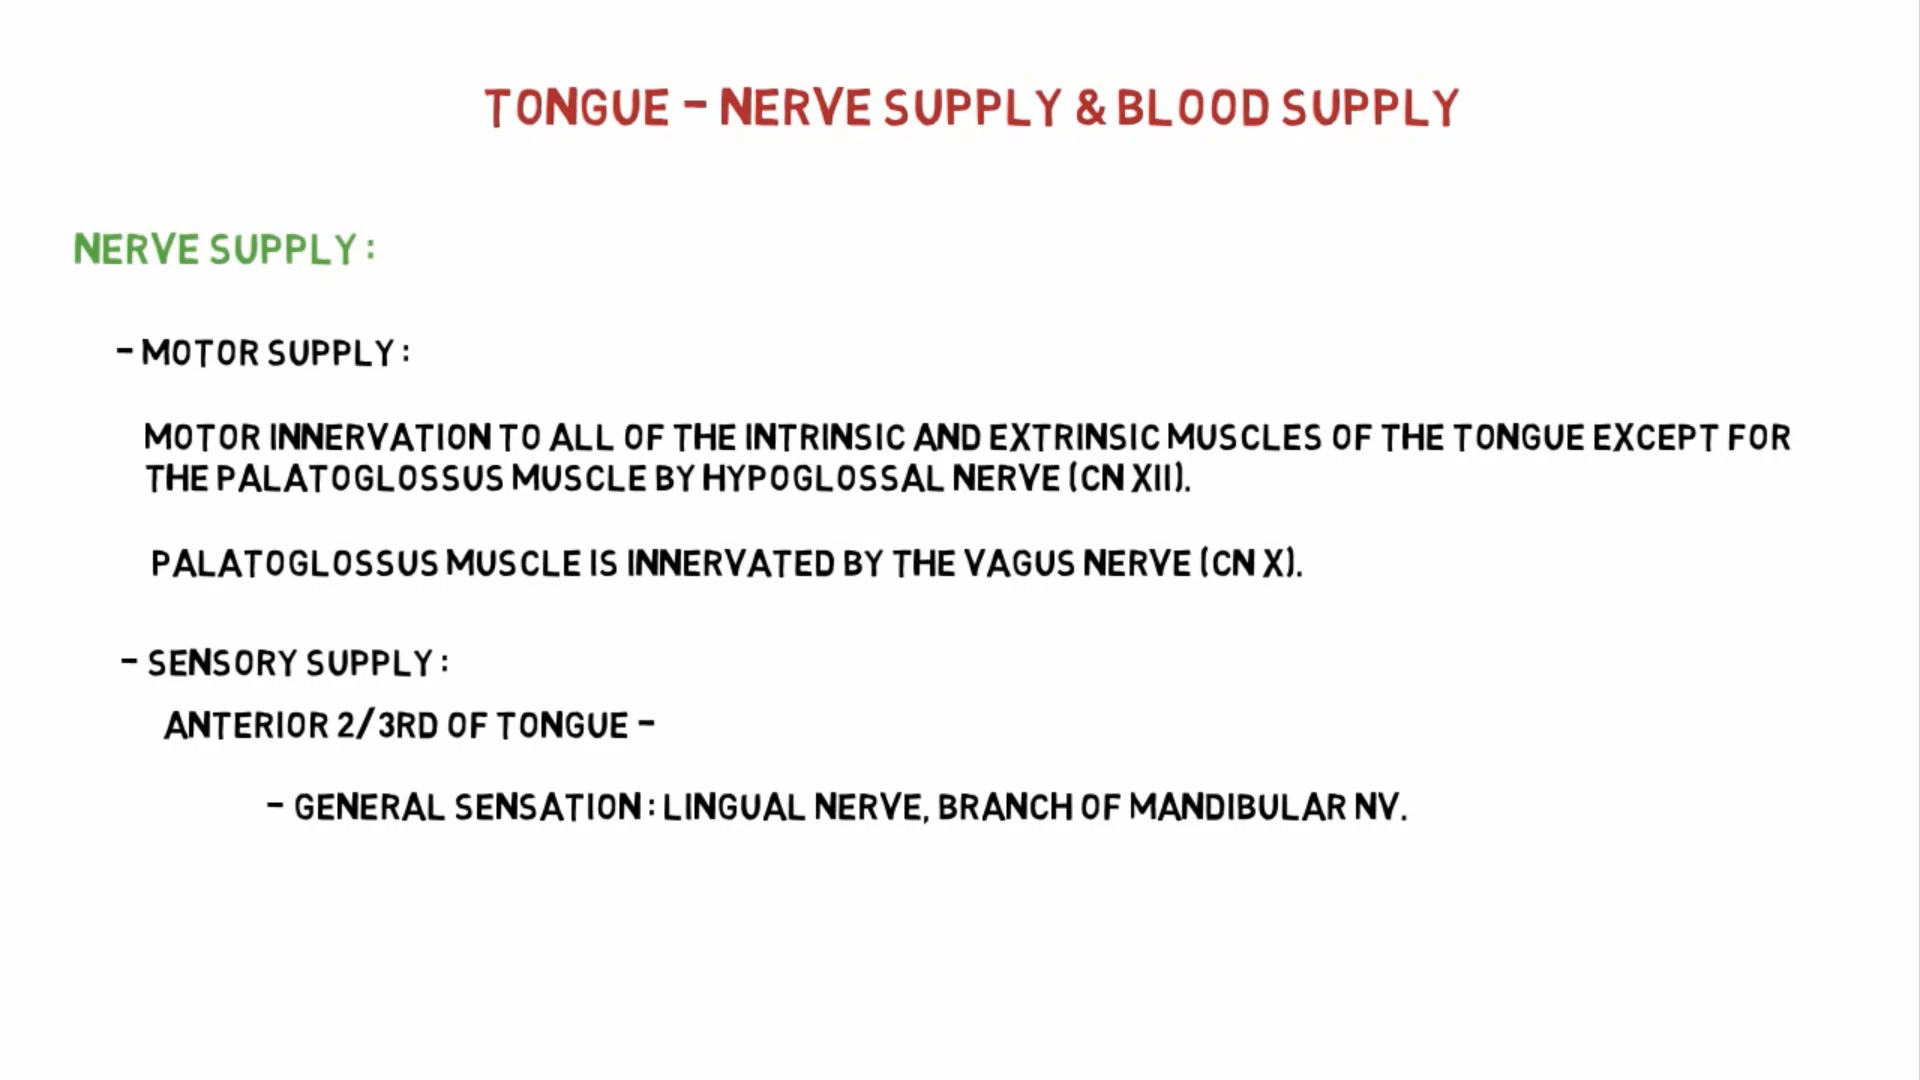 TONGUE - NERVE SUPPLY & BLOOD SUPPLY
NERVE SUPPLY :
- MOTOR SUPPLY :
MOTOR INNERVATION TO ALL OF THE INTRINSIC AND EXTRINSIC MUSCLES OF THE TONGUE EXCEPT FOR
THE PALATOGLOSSUS MUSCLE BY HYPOGLOSSAL NERVE (CN XII).
PALATOGLOSSUS MUSCLE IS INNERVATED BY THE VAGUS NERVE (CN X).
- SENSORY SUPPLY :
ANTERIOR 2/3RD OF TONGUE -
- GENERAL SENSATION : LINGUAL NERVE, BRANCH OF MANDIBULAR NV.